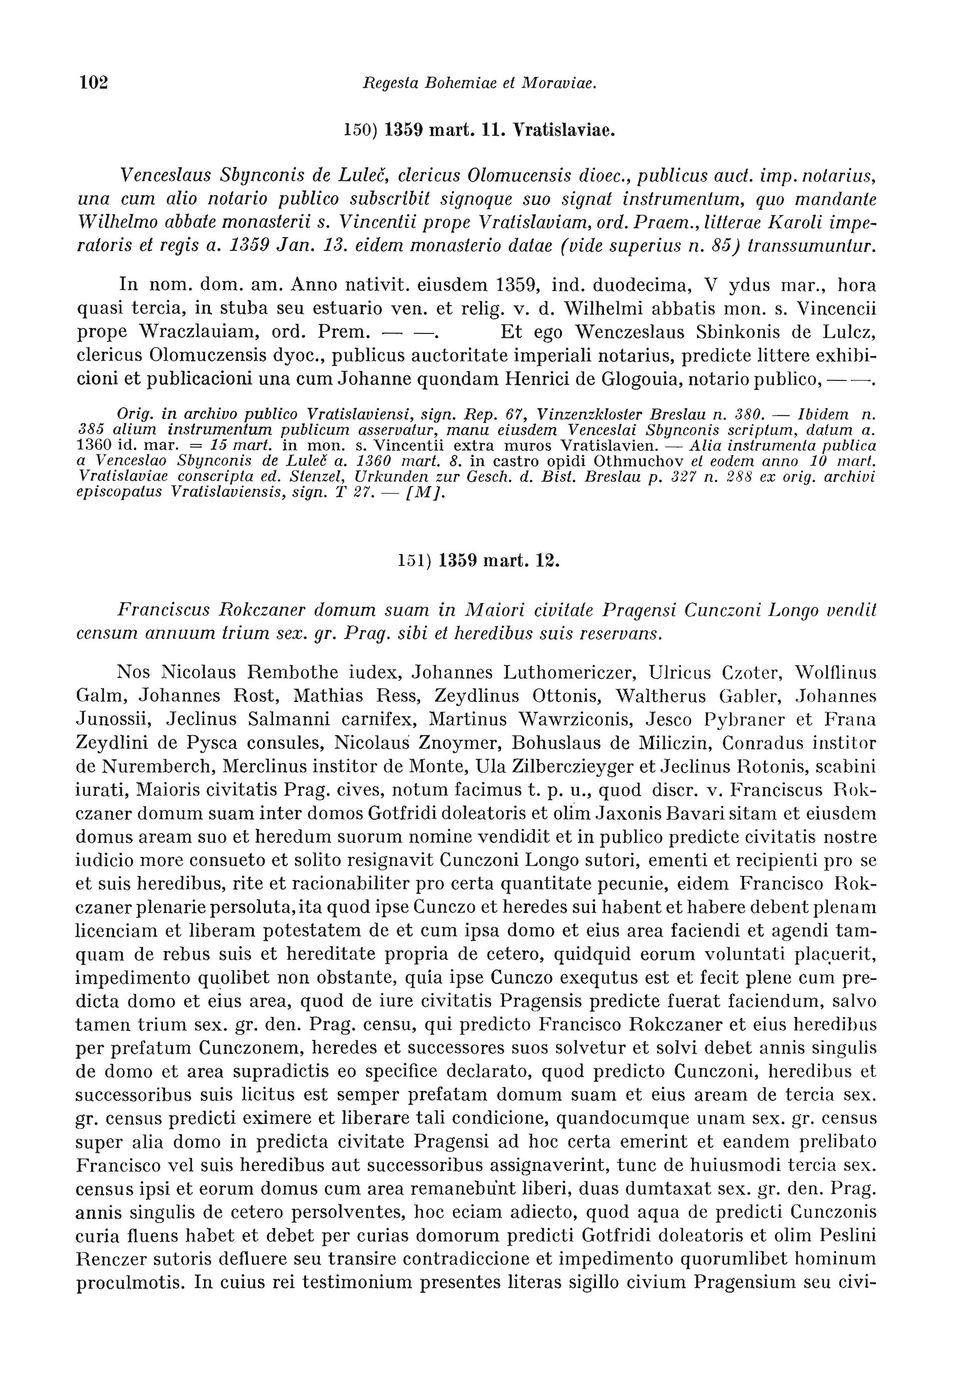 102
Regesta Bohemiae et Moraviae.
150) 1359 mart. 11. Vratislaviae.
Venceslaus Sbynconis de Luleč, clericus Olomucensis dioec., publicus auct. imp. notarius,
una cum alio notario publico subscribit signoque suo signat instrumentum, quo mandante
Wilhelmo abbate monasterii s. Vincentii prope Vratislaviam, ord. Praem., litterae Karoli impe-
ratoris et regis a. 1359 Jan. 13. eidem monasterio datae (vide superius n. 85) transsumuntur.
In nom. dom. am. Anno nativit. eiusdem 1359, ind. duodecima, V ydus mar., hora
quasi tercia, in stuba seu estuario ven. et relig. v. d. Wilhelmi abbatis mon. s. Vincencii
prope Wraczlauiam, ord. Prem. — —. Et ego Wenczeslaus Sbinkonis de Lulcz,
clericus Olomuczensis dyoc., publicus auctoritate imperiali notarius, predicte littere exhibi-
cioni et publicacioni una cum Johanne quondam Henrici de Glogouia, notario publico, — —.
Orig. in archivo publico Vratislaviensi, sign. Rep. 67, Vinzenzkloster Breslau n. 380. — Ibidem n.
385 alium instrumentum publicum asservatur, manu eiusdem Venceslai Sbynconis scriptum, datum a.
1360 id. mar. = 15 mart. in mon. s. Vincentii extra muros Vratislavien. — Alia instrumenta publica
a Venceslao Sbynconis de Luleč a. 1360 mart. 8. in castro opidi Othmuchov et eodem anno 10 mart.
Vratislaviae conscripta ed. Stenzel, Urkunden zur Gesch. d. Bist. Breslau p. 327 n. 288 ex orig. archivi
episcopatus Vratislaviensis, sign. T 27. — [M].
151) 1359 mart. 12.
Franciscus Rokczaner domum suam in Maiori civitate Pragensi Cunczoni Longo vendit
censum annuum trium sex. gr. Prag. sibi et heredibus suis reservans.
Nos Nicolaus Rembothe iudex, Johannes Luthomericzer, Ulricus Czoter, Wolflinus
Galm, Johannes Rost, Mathias Ress, Zeydlinus Ottonis, Waltherus Gabler, Johannes
Junossii, Jeclinus Salmanni carnifex, Martinus Wawrziconis, Jesco Pybraner et Frana
Zeydlini de Pysca consules, Nicolaus Znoymer, Bohuslaus de Miliczin, Conradus institor
de Nuremberch, Merclinus institor de Monte, Ula Zilberczieyger et Jeclinus Rotonis, scabini
iurati, Maioris civitatis Prag. cives, notum facimus t. p. u., quod discr. v. Franciscus Rok-
czaner domum suam inter domos Gotfridi doleatoris et olim Jaxonis Bavari sitam et eiusdem
domus aream suo et heredum suorum nomine vendidit et in publico predicte civitatis nostre
iudicio more consueto et solito resignavit Cunczoni Longo sutori, ementi et recipienti pro se
et suis heredibus, rite et racionabiliter pro certa quantitate pecunie, eidem Francisco Rok-
czaner plenarie persoluta, ita quod ipse Cunczo et heredes sui habent et habere debent plenam
licenciam et liberam potestatem de et cum ipsa domo et eius area faciendi et agendi tam-
quam de rebus suis et hereditate propria de cetero, quidquid eorum voluntati placuerit,
impedimento quolibet non obstante, quia ipse Cunczo exequtus est et fecit plene cum pre-
dicta domo et eius area, quod de iure civitatis Pragensis predicte fuerat faciendum, salvo
tamen trium sex. gr. den. Prag. censu, qui predicto Francisco Rokczaner et eius heredibus
per prefatum Cunczonem, heredes et successores suos solvetur et solvi debet annis singulis
de domo et area supradictis eo specifice declarato, quod predicto Cunczoni, heredibus et
successoribus suis licitus est semper prefatam domum suam et eius aream de tercia sex.
gr. census predicti eximere et liberare tali condicione, quandocumque unam sex. gr. census
super alia domo in predicta civitate Pragensi ad hoc certa emerint et eandem prelibato
Francisco vel suis heredibus aut successoribus assignaverint, tunc de huiusmodi tercia sex.
census ipsi et eorum domus cum area remanebunt liberi, duas dumtaxat sex. gr. den. Prag.
annis singulis de cetero persolventes, hoc eciam adiecto, quod aqua de predicti Cunczonis
curia fluens habet et debet per curias domorum predicti Gotfridi doleatoris et olim Peslini
Renczer sutoris defluere seu transire contradiccione et impedimento quorumlibet hominum
proculmotis. In cuius rei testimonium presentes literas sigillo civium Pragensium seu civi-